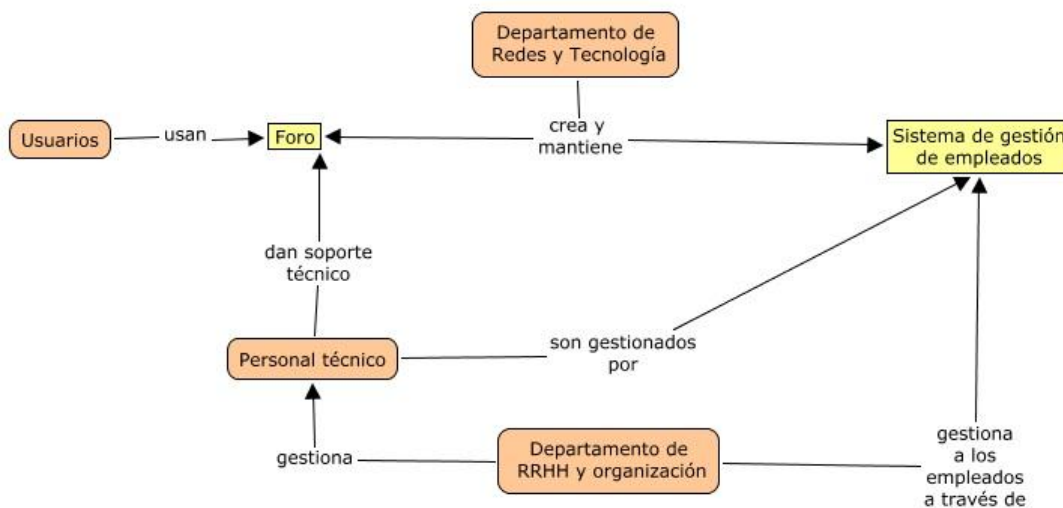 Departamento de
Redes y Tecnología
Usuarios
usan
Foro
crea y
mantiene
Sistema de gestión
de empleados
dan soporte
técnico
Personal técnico
son gestionados
por
gestiona
Departamento de
RRHH y organización
gestiona
a los
empleados
a través de